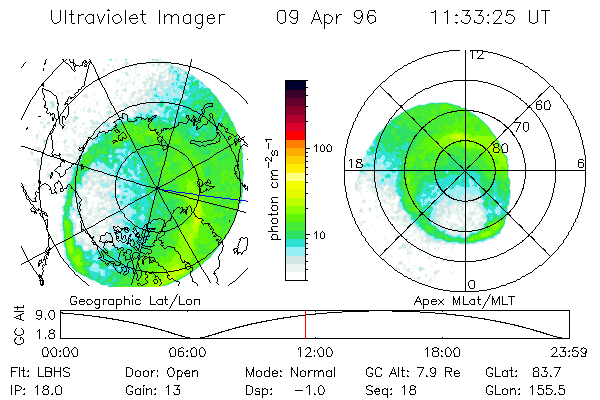 Ultraviolet Imager 09 Apr 96 11:33:25 UT
12
60
70
80
18 6
0
100
10
photon cm−2s−1
Geographic Lat/Lon Apex MLat/MLT
GC Alt
9.0
1.8
00:00 06:00 12:00 18:00 23:59
Flt: LBHS Door: Open Mode: Normal GC Alt: 7.9 Re GLat: 83.7
IP: 18.0 Gain: 13 Dsp: −1.0 Seq: 18 GLon: 155.5